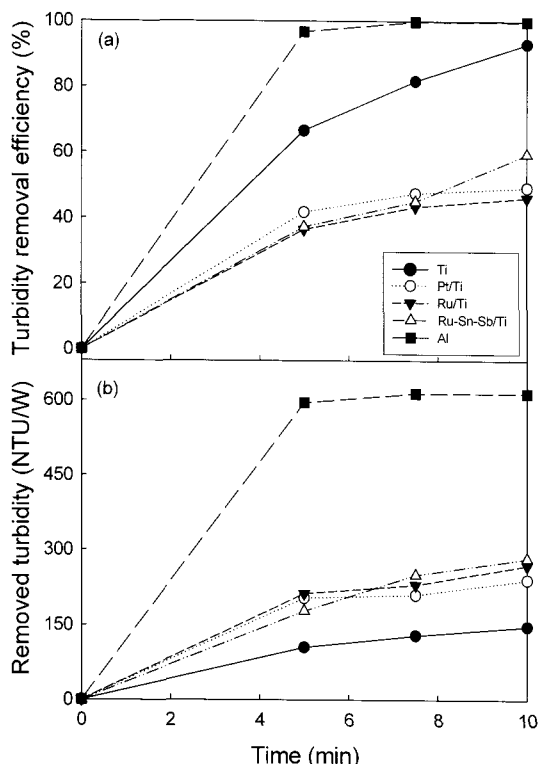 Turbidity removal efficiency (%)
(a)
100
80
60
40
20
0
Ti
Pt/Ti
Ru/Ti
Ru-Sn-Sb/Ti
Al
Removed turbidity (NTU/W)
(b)
600
450
300
150
0
0 2 4 6 8 10
Time (min)